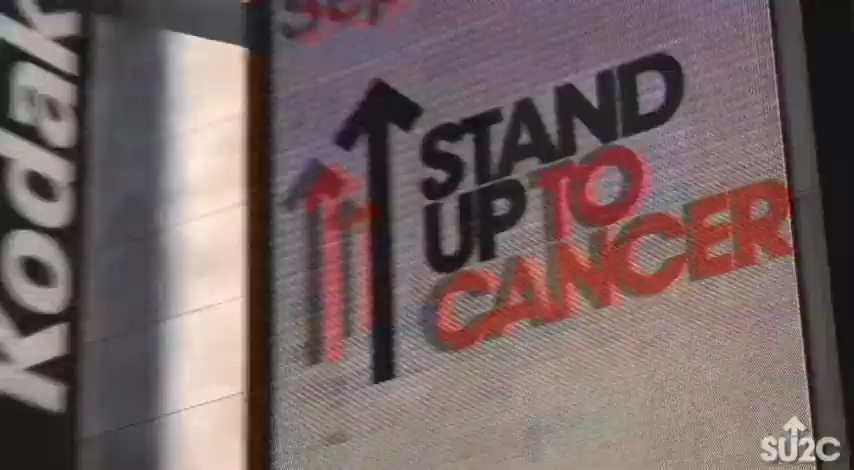 Kodak
STAND
UP TO
CANCER
SU2C